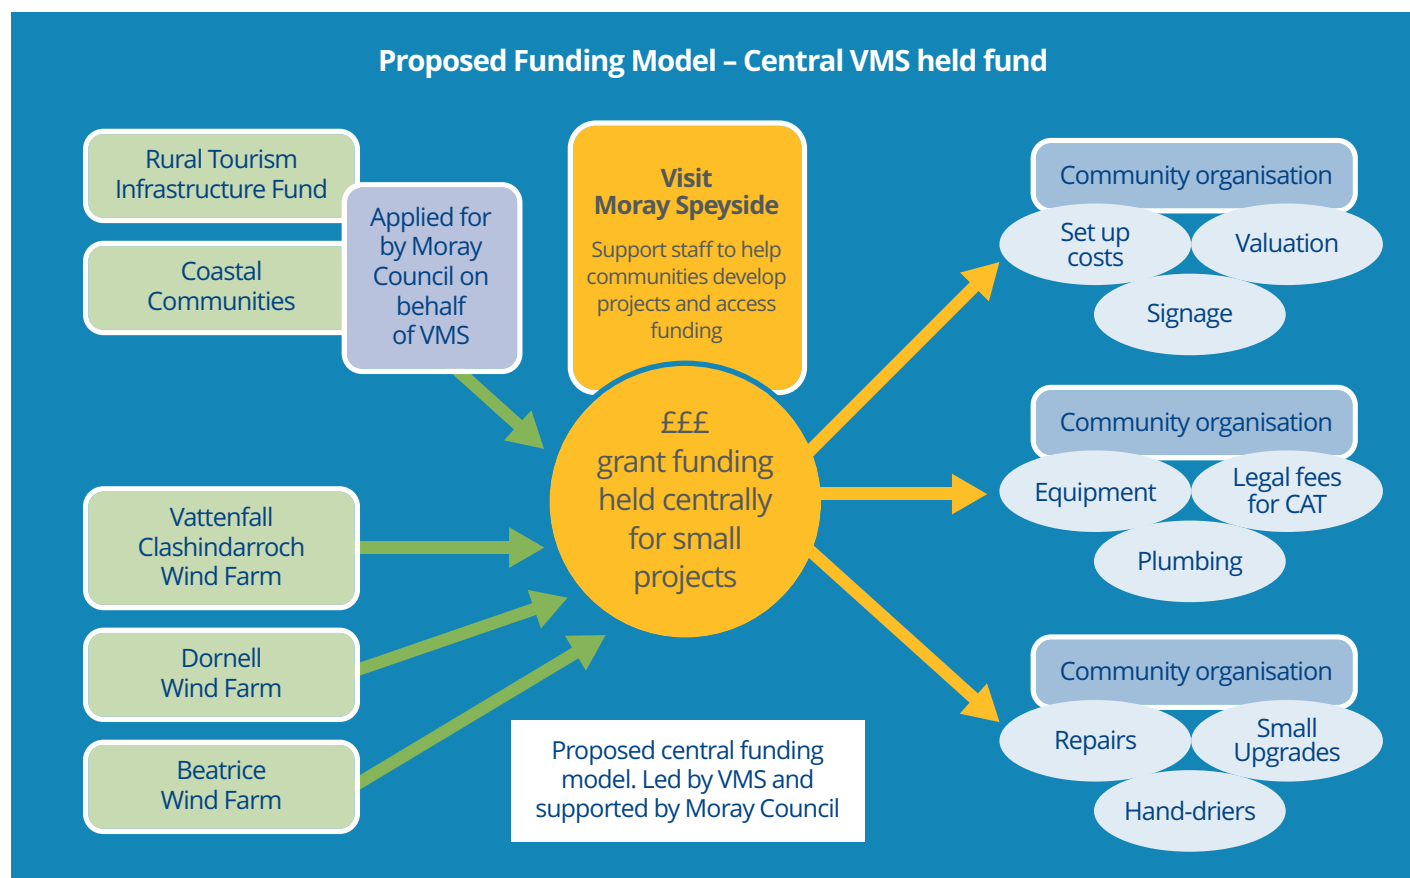 Proposed Funding Model – Central VMS held fund
Rural Tourism
Infrastructure Fund
Coastal
Communities
Applied for
by Moray
Council on
behalf
of VMS
Vattenfall
Clashindarroch
Wind Farm
Dornell
Wind Farm
Beatrice
Wind Farm
Visit
Moray Speyside
Support staff to help
communities develop
projects and access
funding
£££
grant funding
held centrally
for small
projects
Proposed central funding
model. Led by VMS and
supported by Moray Council
Community organisation
Set up
costs
Valuation
Signage
Community organisation
Equipment
Legal fees
for CAT
Plumbing
Community organisation
Repairs
Small
Upgrades
Hand-driers